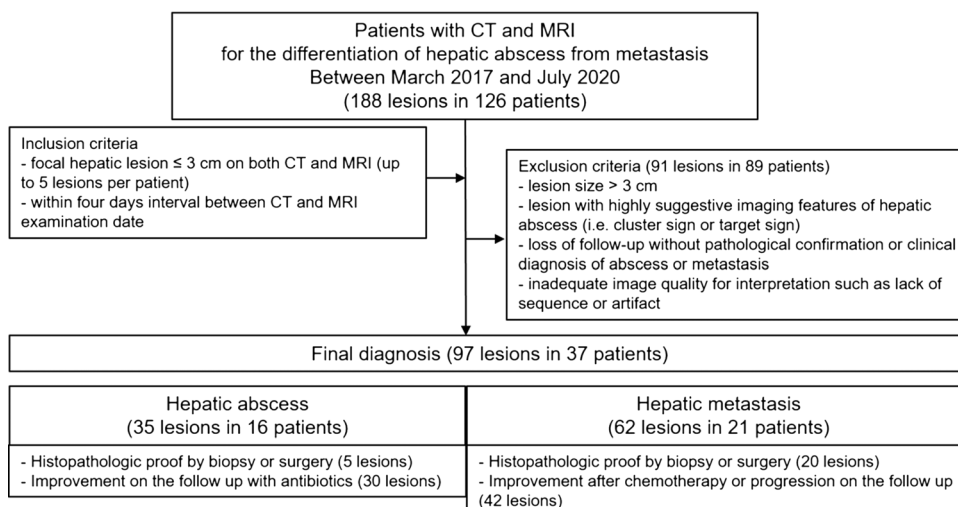 Patients with CT and MRI
for the differentiation of hepatic abscess from metastasis
Between March 2017 and July 2020
(188 lesions in 126 patients)
Inclusion criteria
- focal hepatic lesion ≤ 3 cm on both CT and MRI (up
to 5 lesions per patient)
- within four days interval between CT and MRI
examination date
Exclusion criteria (91 lesions in 89 patients)
- lesion size > 3 cm
- lesion with highly suggestive imaging features of hepatic
abscess (i.e. cluster sign or target sign)
- loss of follow-up without pathological confirmation or clinical
diagnosis of abscess or metastasis
- inadequate image quality for interpretation such as lack of
sequence or artifact
Final diagnosis (97 lesions in 37 patients)
Hepatic abscess
(35 lesions in 16 patients)
- Histopathologic proof by biopsy or surgery (5 lesions)
- Improvement on the follow up with antibiotics (30 lesions)
Hepatic metastasis
(62 lesions in 21 patients)
- Histopathologic proof by biopsy or surgery (20 lesions)
- Improvement after chemotherapy or progression on the follow up
(42 lesions)